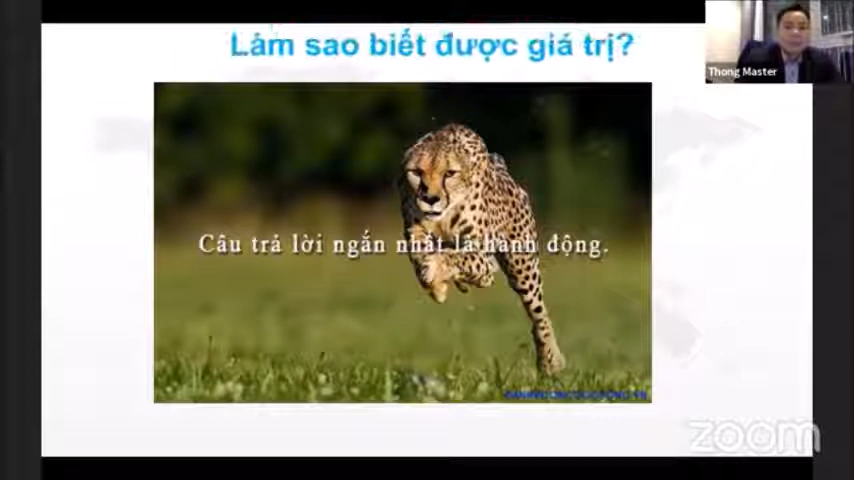 Làm sao biết được giá trị?
Thong Master
Câu trả lời ngắn nhất là hành động.
zoom